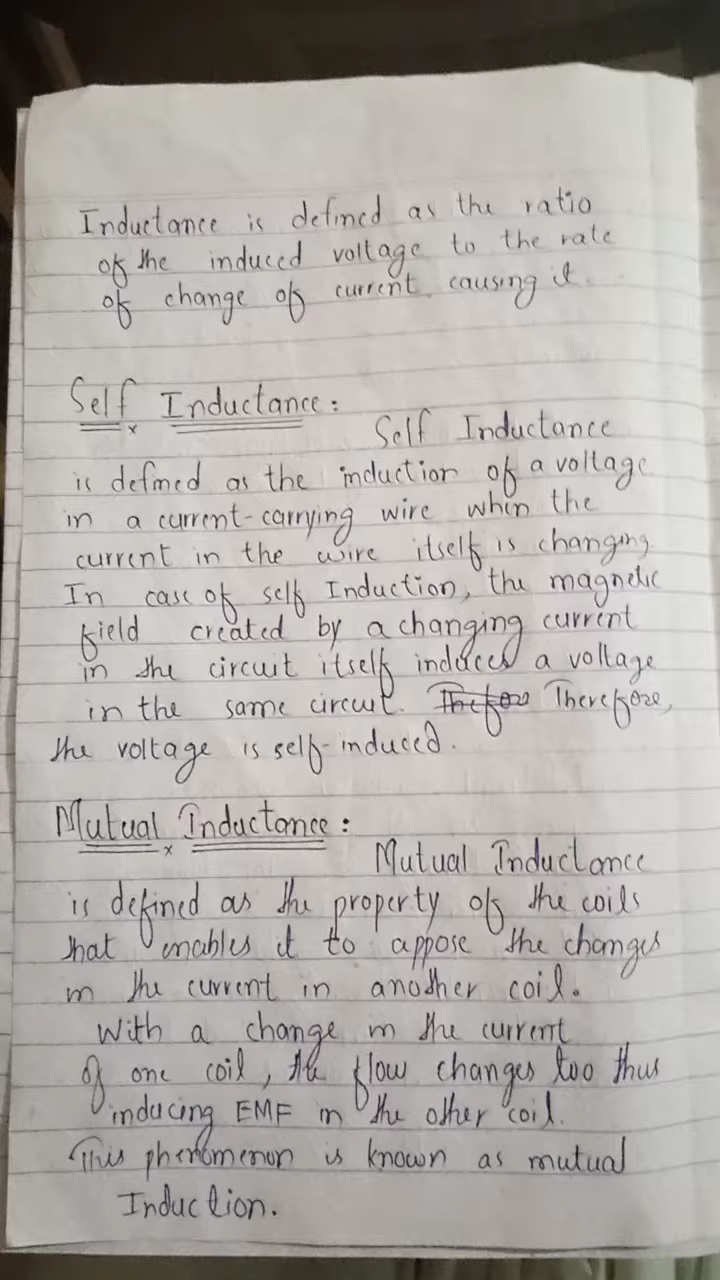 Inductance is defined as the ratio
of the induced voltage to the rate
of change of current causing it.
Self Inductance:
Self Inductance
is defined as the induction of a voltage
in a current-carrying wire when the
current in the wire itself is changing
In case of self Induction, the magnetic
field created by a changing current
in the circuit itself induces a voltage
in the same circuit. Therefore,
the voltage is self-induced.
Mutual Inductance:
Mutual Inductance
is defined as the property of the coils
that enables it to appose the changes
in the current in another coil.
With a change in the current
of one coil, the flow changes too thus
inducing EMF in the other coil.
This phenomenon is known as mutual
Induction.